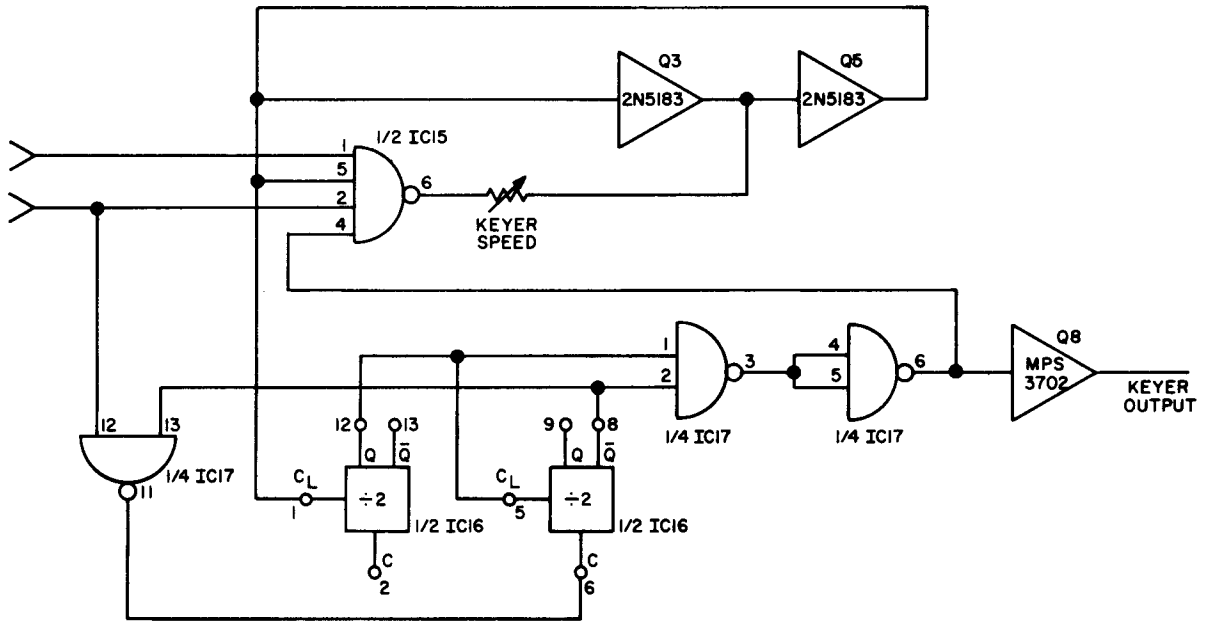 Q3
2N5183
Q5
2N5183
1/2 IC15
1
5
2
4
6
KEYER
SPEED
1
2
3
1/4 IC17
4
5
6
1/4 IC17
Q8
MPS
3702
KEYER
OUTPUT
12
13
1/4 IC17
11
12
13
Q
Q̅
CL
1
÷2
1/2 IC16
C
2
9
8
Q
Q̅
CL
5
÷2
1/2 IC16
C
6